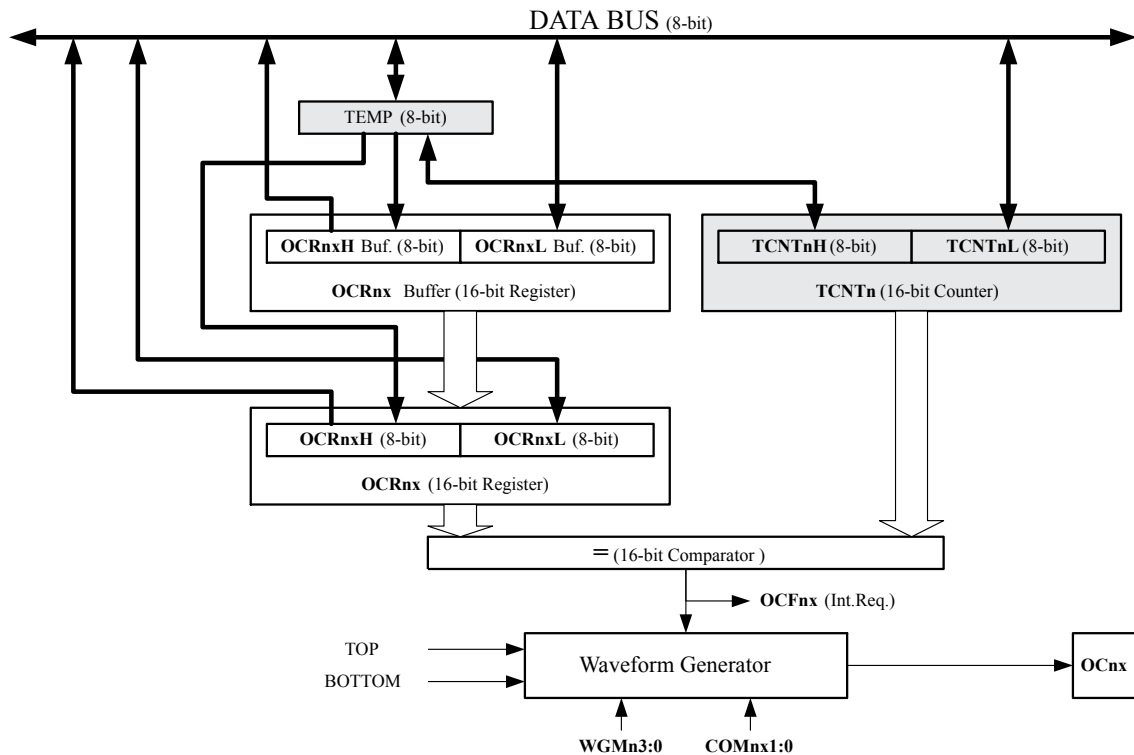 DATA BUS (8-bit)
TEMP (8-bit)
OCRnxH Buf. (8-bit)
OCRnxL Buf. (8-bit)
TCNTnH (8-bit)
TCNTnL (8-bit)
OCRnx Buffer (16-bit Register)
TCNTn (16-bit Counter)
OCRnxH (8-bit)
OCRnxL (8-bit)
OCRnx (16-bit Register)
= (16-bit Comparator )
OCFnx (Int.Req.)
TOP
BOTTOM
Waveform Generator
OCnx
WGMn3:0
COMnx1:0